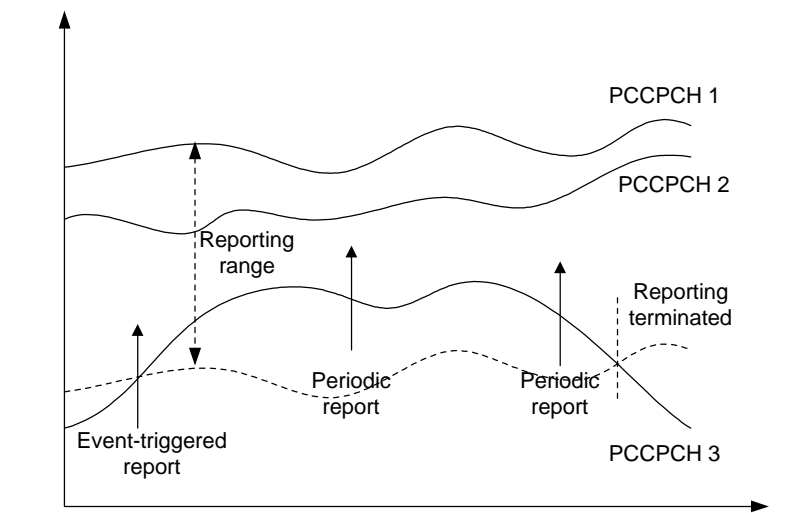 PCCPCH 1
PCCPCH 2
Reporting
range
Reporting
terminated
Periodic
report
Periodic
report
Event-triggered
report
PCCPCH 3